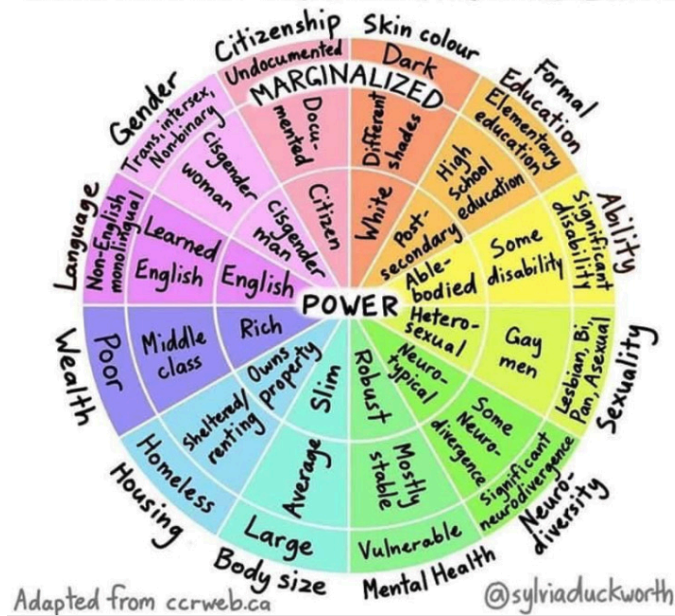 Citizenship
Undocumented
Docu-
mented
Citizen
Skin colour
Dark
Different
shades
White
Formal
Education
Elementary
education
High
School
education
Post-
secondary
Ability
Significant
disability
Some
disability
Able-
bodied
Sexuality
Lesbian, Bi,
Pan, Asexual
Gay
men
Hetero-
sexual
Neuro-
diversity
Significant
neurodivergence
Some
Neuro-
divergence
Neuro-
typical
Mental Health
Vulnerable
Mostly
stable
Robust
Body size
Large
Average
Slim
Housing
Homeless
Sheltered/
renting
Owns
property
Wealth
Poor
Middle
class
Rich
Language
Non-English
monolingual
Learned
English
English
Gender
Trans, intersex,
Non-binary
cisgender
woman
cisgender
man
MARGINALIZED
POWER
Adapted from ccrweb.ca
@sylviaduckworth